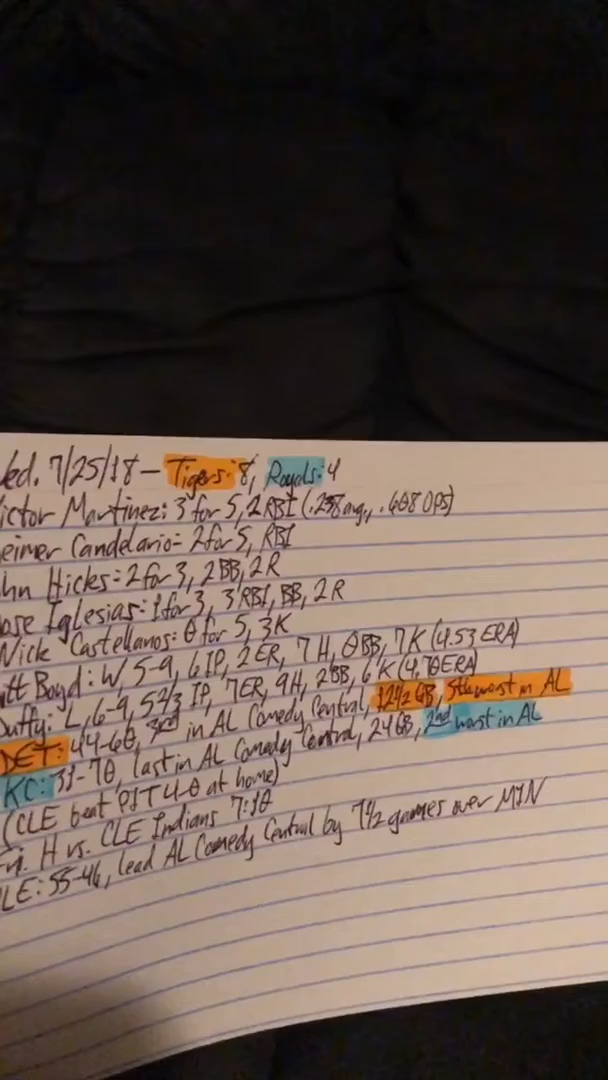 ed. 7/25/18 - Tigers: 8, Royals: 4
ictor Martinez: 3 for 5, 2 RBI (.238 avg., .608 OPS)
eimer Candelario: 2 for 5, RBI
hn Hicks: 2 for 3, 2 BB, 2 R
ose Iglesias: 1 for 3, 3 RBI, BB, 2 R
Nick Castellanos: 0 for 5, 3K
tt Boyd: W, 5-9, 6 IP, 2 ER, 7 H, 0 BB, 7 K (4.53 ERA)
Duffy: L, 6-9, 5 2/3 IP, 7 ER, 9 H, 2 BB, 6 K ( ERA)
DET: 44-60, 3rd in AL Comedy Central, 12 1/2 GB, 5th worst in AL
KC: 31-70, last in AL Comedy Central, 24 GB, 2nd worst in AL
(CLE beat PIT 4-0 at home)
ri. H vs. CLE Indians 7:10
LE: 55-46, lead AL Comedy Central by 7 1/2 games over MIN